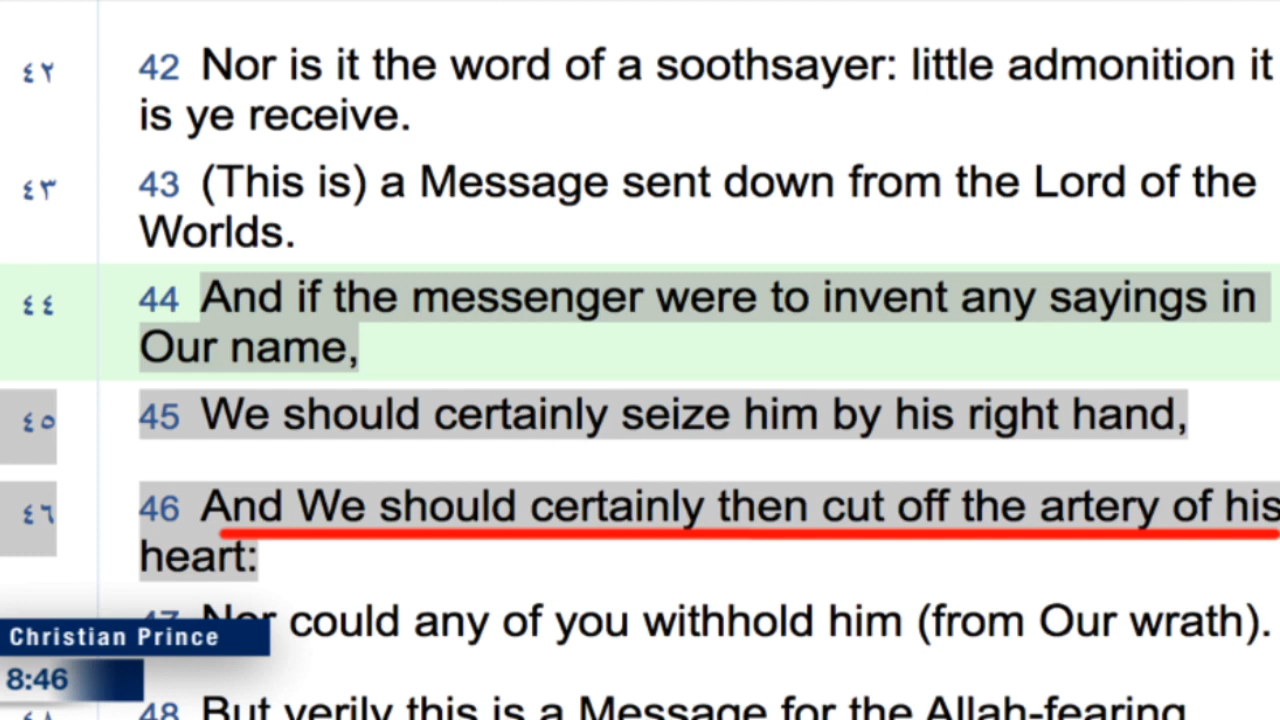 ٤٢ 42 Nor is it the word of a soothsayer: little admonition it
is ye receive.
٤٣ 43 (This is) a Message sent down from the Lord of the
Worlds.
٤٤ 44 And if the messenger were to invent any sayings in
Our name,
٤٥ 45 We should certainly seize him by his right hand,
٤٦ 46 And We should certainly then cut off the artery of his
heart:
47 Nor could any of you withhold him (from Our wrath).
Christian Prince
8:46
٤٨ 48 But verily this is a Message for the Allah-fearing